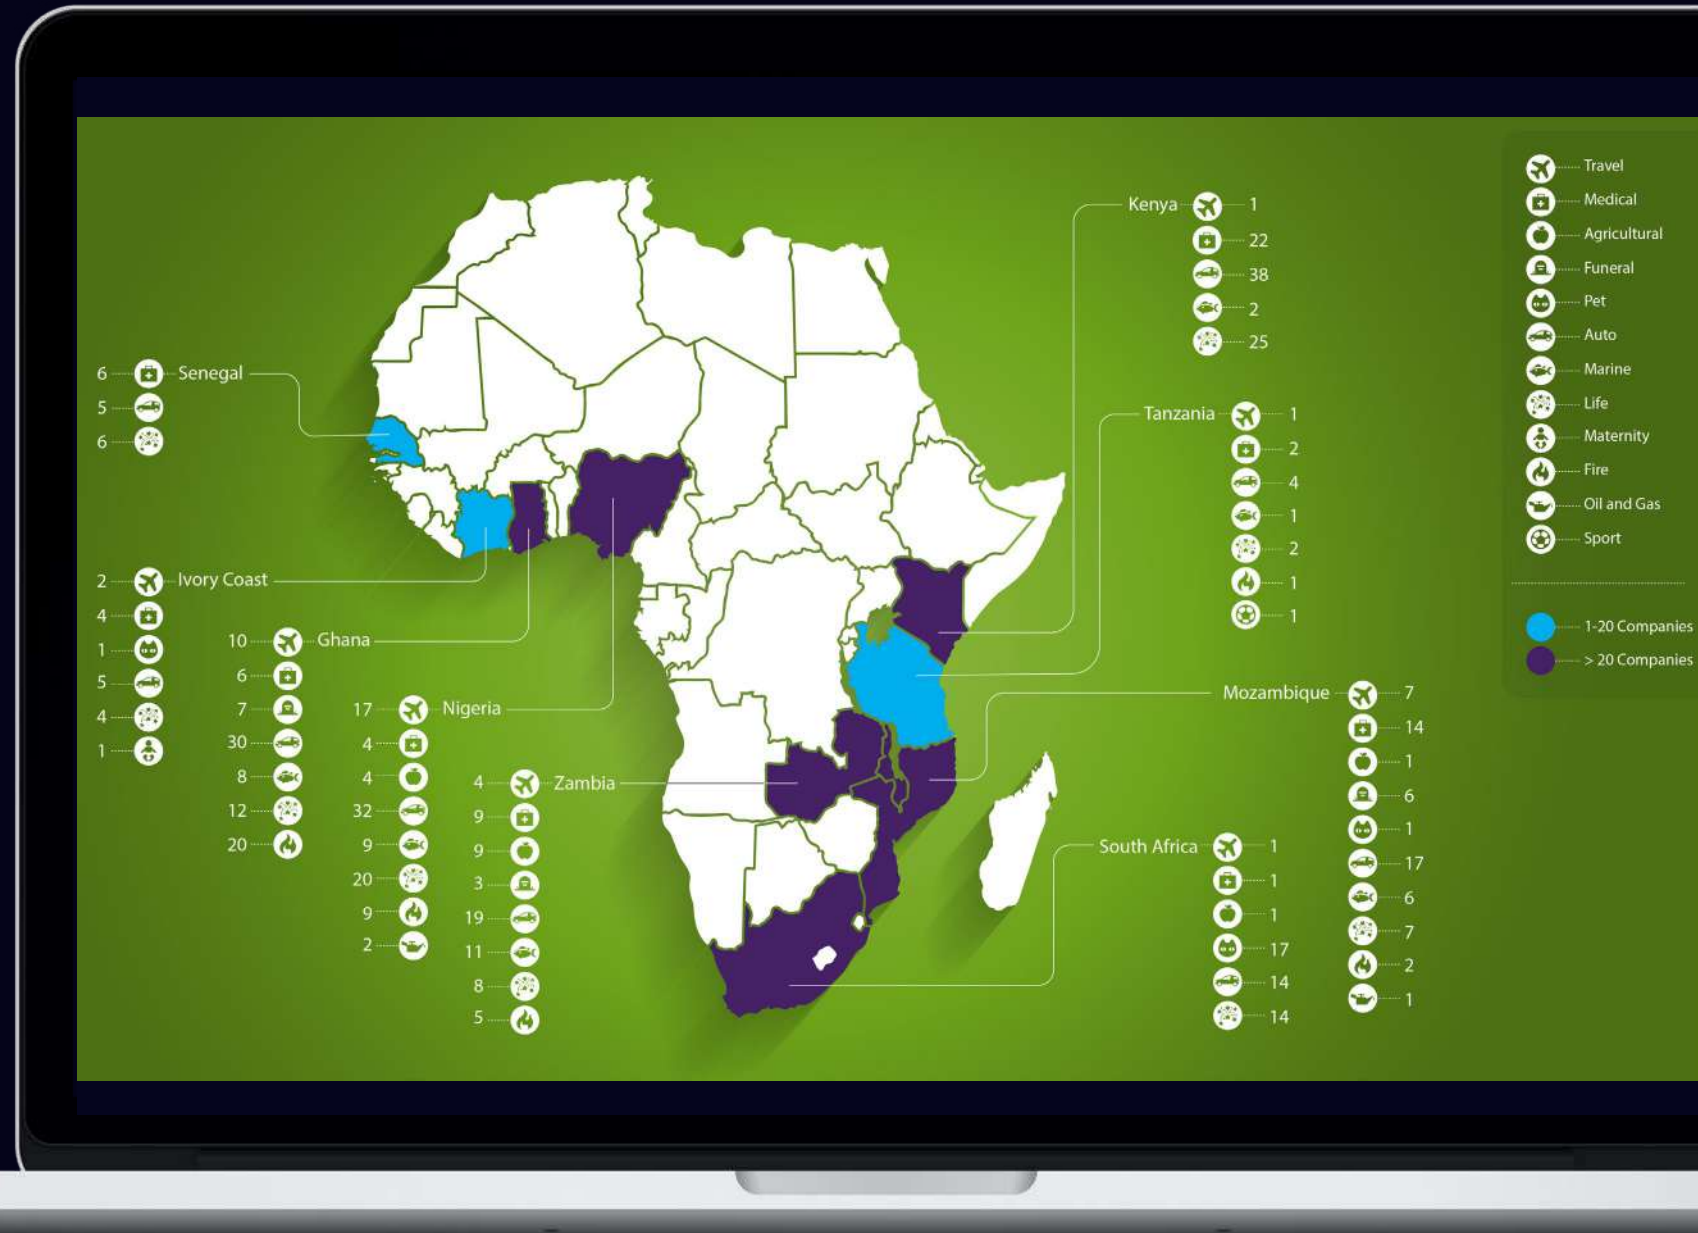 Senegal
6
5
6
Ivory Coast
2
4
1
5
4
1
Ghana
10
6
7
30
8
12
20
Nigeria
17
4
4
32
9
20
9
2
Zambia
4
9
9
3
19
11
8
5
Kenya
1
22
38
2
25
Tanzania
1
2
4
1
2
1
1
Mozambique
7
14
1
6
1
17
6
7
2
1
South Africa
1
1
1
17
14
14
Travel
Medical
Agricultural
Funeral
Pet
Auto
Marine
Life
Maternity
Fire
Oil and Gas
Sport
1-20 Companies
> 20 Companies